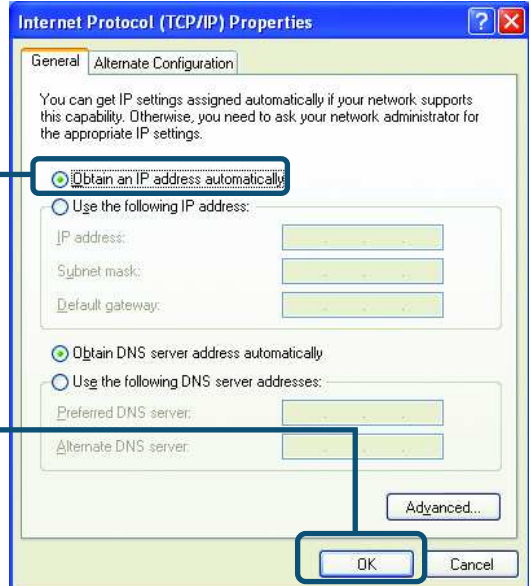 Internet Protocol (TCP/IP) Properties
General
Alternate Configuration
You can get IP settings assigned automatically if your network supports
this capability. Otherwise, you need to ask your network administrator for
the appropriate IP settings.
Obtain an IP address automatically
Use the following IP address:
IP address:
Subnet mask:
Default gateway:
Obtain DNS server address automatically
Use the following DNS server addresses:
Preferred DNS server:
Alternate DNS server:
Advanced...
OK
Cancel